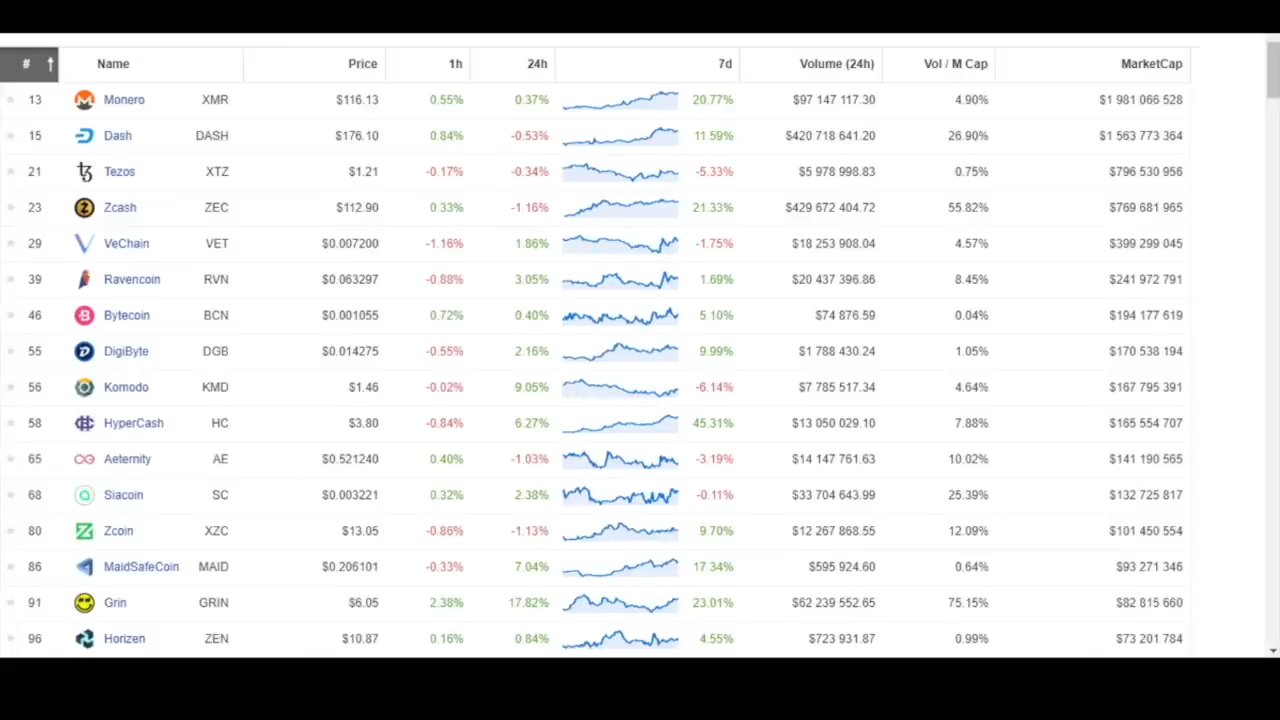 # Name Price 1h 24h 7d Volume (24h) Vol / M Cap MarketCap
13 Monero XMR $116.13 0.55% 0.37% 20.77% $97 147 117.30 4.90% $1 981 066 528
15 Dash DASH $176.10 0.84% -0.53% 11.59% $420 718 641.20 26.90% $1 563 773 364
21 Tezos XTZ $1.21 -0.17% -0.34% -5.33% $5 978 998.83 0.75% $796 530 956
23 Zcash ZEC $112.90 0.33% -1.16% 21.33% $429 672 404.72 55.82% $769 681 965
29 VeChain VET $0.007200 -1.16% 1.86% -1.75% $18 253 908.04 4.57% $399 299 045
39 Ravencoin RVN $0.063297 -0.88% 3.05% 1.69% $20 437 396.86 8.45% $241 972 791
46 Bytecoin BCN $0.001055 0.72% 0.40% 5.10% $74 876.59 0.04% $194 177 619
55 DigiByte DGB $0.014275 -0.55% 2.16% 9.99% $1 788 430.24 1.05% $170 538 194
56 Komodo KMD $1.46 -0.02% 9.05% -6.14% $7 785 517.34 4.64% $167 795 391
58 HyperCash HC $3.80 -0.84% 6.27% 45.31% $13 050 029.10 7.88% $165 554 707
65 Aeternity AE $0.521240 0.40% -1.03% -3.19% $14 147 761.63 10.02% $141 190 565
68 Siacoin SC $0.003221 0.32% 2.38% -0.11% $33 704 643.99 25.39% $132 725 817
80 Zcoin XZC $13.05 -0.86% -1.13% 9.70% $12 267 868.55 12.09% $101 450 554
86 MaidSafeCoin MAID $0.206101 -0.33% 7.04% 17.34% $595 924.60 0.64% $93 271 346
91 Grin GRIN $6.05 2.38% 17.82% 23.01% $62 239 552.65 75.15% $82 815 660
96 Horizen ZEN $10.87 0.16% 0.84% 4.55% $723 931.87 0.99% $73 201 784